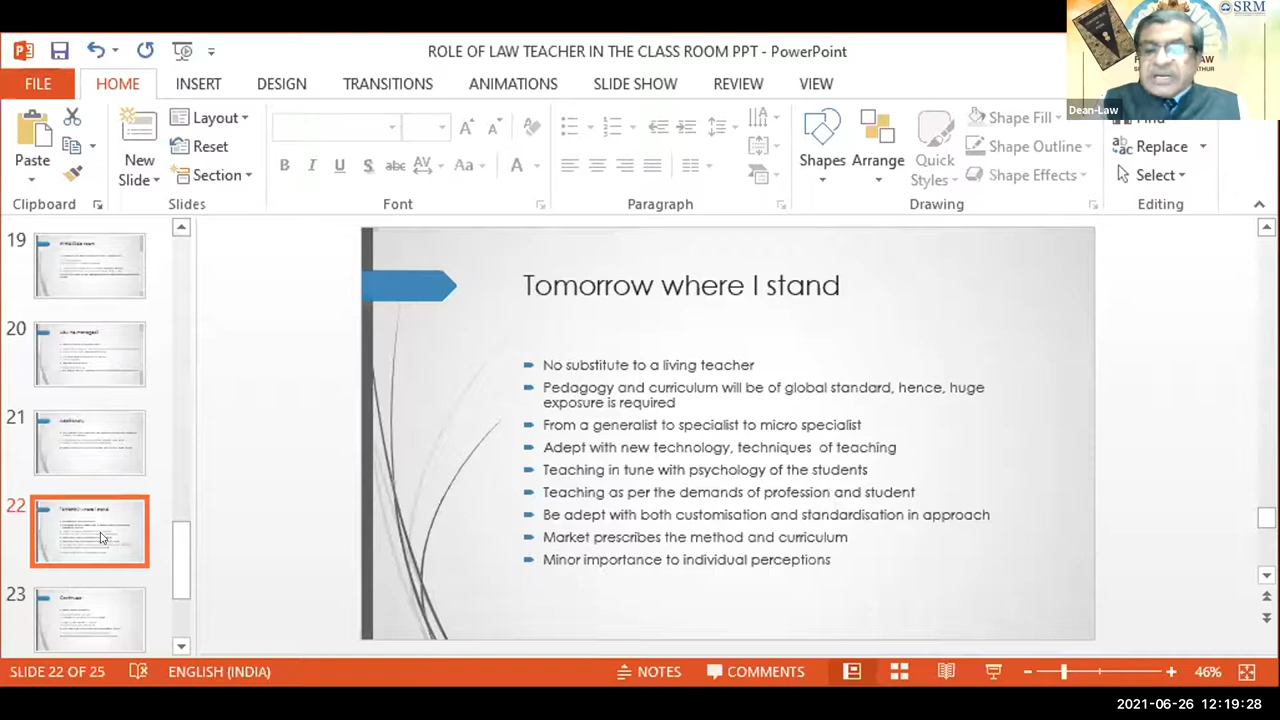 SRM
ROLE OF LAW TEACHER IN THE CLASS ROOM PPT - PowerPoint
Dean-Law
FILE HOME INSERT DESIGN TRANSITIONS ANIMATIONS SLIDE SHOW REVIEW VIEW
Paste
Clipboard
New
Slide
Layout
Reset
Section
Slides
B I U S abc AV Aa A
Font
Paragraph
Shapes
Arrange
Quick
Styles
Shape Fill
Shape Outline
Shape Effects
Drawing
Find
Replace
Select
Editing
19
20
21
22
23
Tomorrow where I stand
No substitute to a living teacher
Pedagogy and curriculum will be of global standard, hence, huge
exposure is required
From a generalist to specialist to micro specialist
Adept with new technology, techniques of teaching
Teaching in tune with psychology of the students
Teaching as per the demands of profession and student
Be adept with both customisation and standardisation in approach
Market prescribes the method and curriculum
Minor importance to individual perceptions
SLIDE 22 OF 25 ENGLISH (INDIA) NOTES COMMENTS 46%
2021-06-26 12:19:28